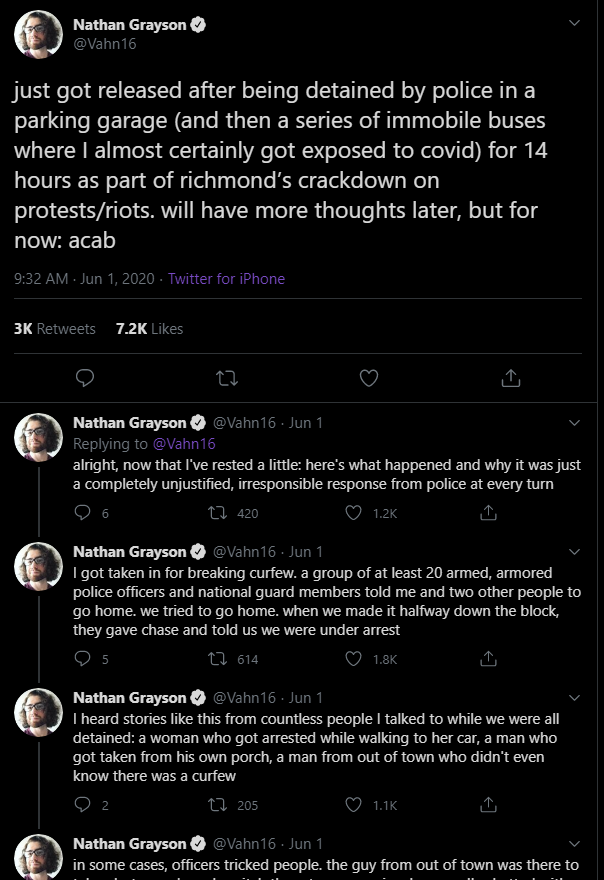 Nathan Grayson
@Vahn16
just got released after being detained by police in a
parking garage (and then a series of immobile buses
where I almost certainly got exposed to covid) for 14
hours as part of richmond's crackdown on
protests/riots. will have more thoughts later, but for
now: acab
9:32 AM · Jun 1, 2020 · Twitter for iPhone
3K Retweets 7.2K Likes
Nathan Grayson @Vahn16 · Jun 1
Replying to @Vahn16
alright, now that I've rested a little: here's what happened and why it was just
a completely unjustified, irresponsible response from police at every turn
6 420 1.2K
Nathan Grayson @Vahn16 · Jun 1
I got taken in for breaking curfew. a group of at least 20 armed, armored
police officers and national guard members told me and two other people to
go home. we tried to go home. when we made it halfway down the block,
they gave chase and told us we were under arrest
5 614 1.8K
Nathan Grayson @Vahn16 · Jun 1
I heard stories like this from countless people I talked to while we were all
detained: a woman who got arrested while walking to her car, a man who
got taken from his own porch, a man from out of town who didn't even
know there was a curfew
2 205 1.1K
Nathan Grayson @Vahn16 · Jun 1
in some cases, officers tricked people. the guy from out of town was there to